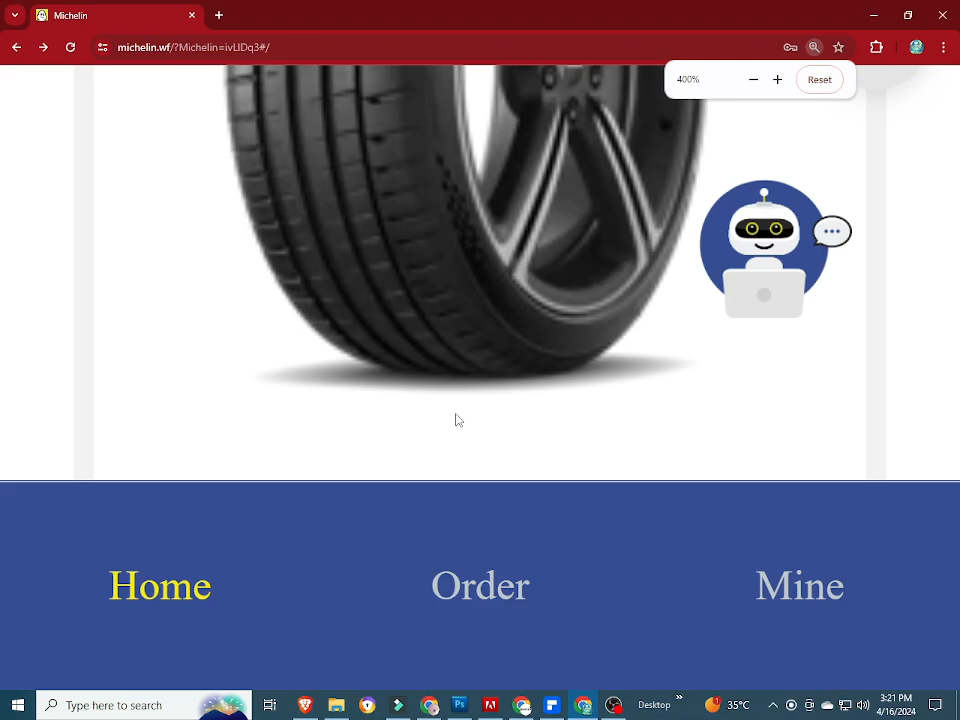 Michelin
michelin.wf/?Michelin=ivLIDq3#/
400%
Reset
Home
Order
Mine
Type here to search
Desktop
35°C
3:21 PM
4/16/2024